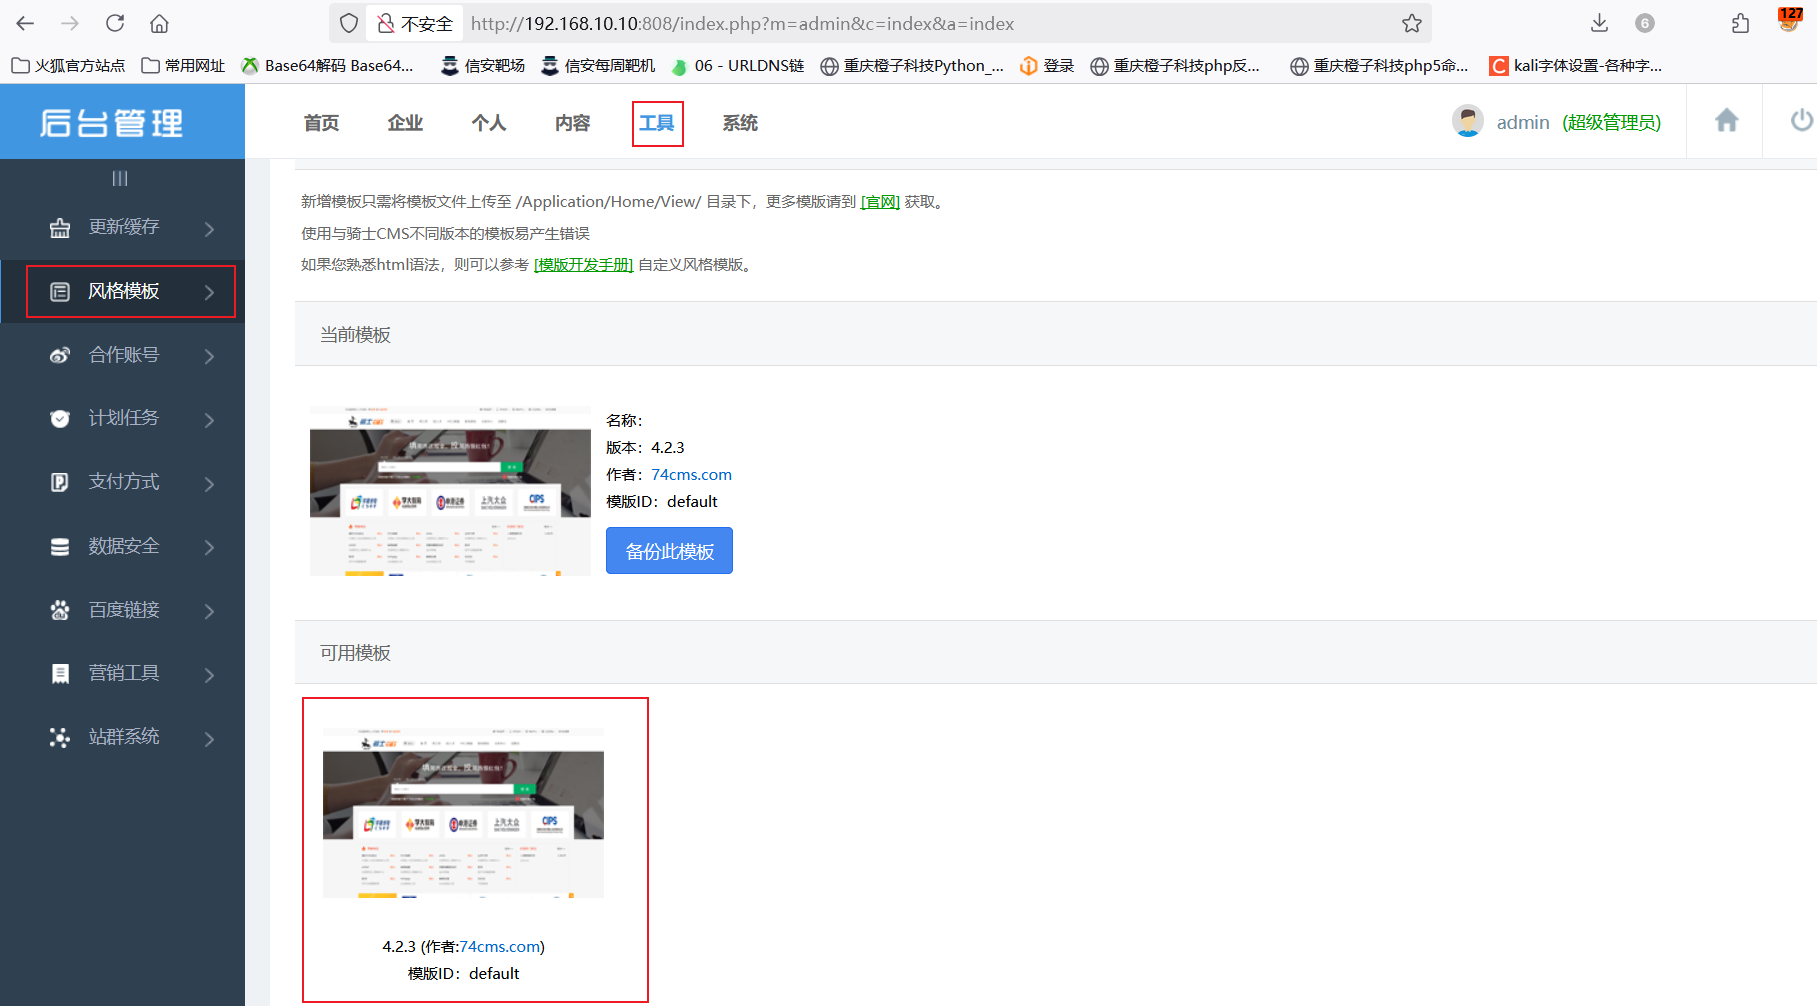 不安全
http://192.168.10.10:808/index.php?m=admin&c=index&a=index
6
127
火狐官方站点
常用网址
Base64解码 Base64...
信安靶场
信安每周靶机
06 - URLDNS链
重庆橙子科技Python_...
登录
重庆橙子科技php反...
重庆橙子科技php5命...
kali字体设置-各种字...
后台管理
首页
企业
个人
内容
工具
系统
admin (超级管理员)
更新缓存
风格模板
合作账号
计划任务
支付方式
数据安全
百度链接
营销工具
站群系统
新增模板只需将模板文件上传至 /Application/Home/View/ 目录下，更多模版请到 [官网] 获取。
使用与骑士CMS不同版本的模板易产生错误
如果您熟悉html语法，则可以参考 [模版开发手册] 自定义风格模版。
当前模板
名称：
版本：4.2.3
作者：74cms.com
模版ID：default
备份此模板
上汽大众
CIPS
可用模板
上汽大众
CIPS
4.2.3 (作者:74cms.com)
模版ID：default